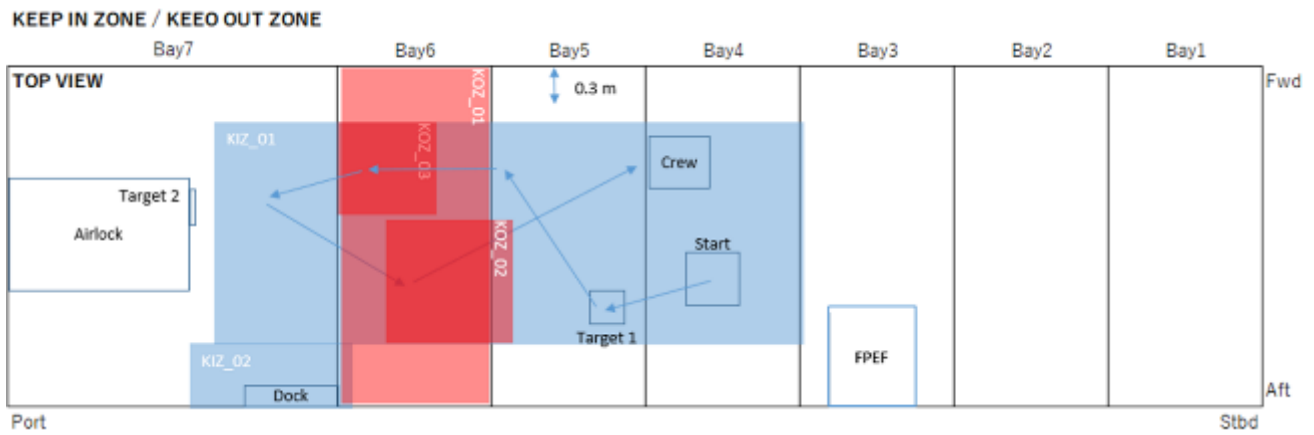 KEEP IN ZONE / KEEO OUT ZONE
Bay7 Bay6 Bay5 Bay4 Bay3 Bay2 Bay1
TOP VIEW
Fwd
0.3 m
KOZ_01
KIZ_01
KOZ_03
Crew
Target 2
Airlock
KOZ_02
Start
Target 1
KIZ_02
FPEF
Dock
Aft
Port
Stbd